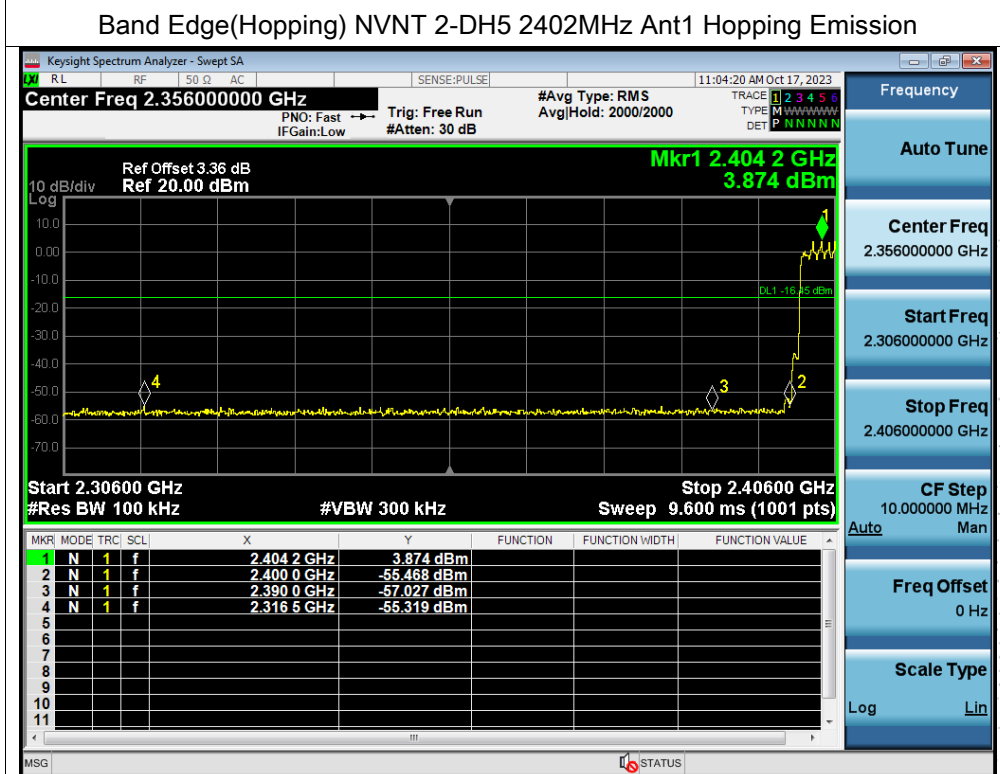 Band Edge(Hopping) NVNT 2-DH5 2402MHz Ant1 Hopping Emission
Keysight Spectrum Analyzer - Swept SA
LXI RL RF 50 Ω AC SENSE:PULSE 11:04:20 AM Oct 17, 2023
Center Freq 2.356000000 GHz
PNO: Fast
IFGain:Low
Trig: Free Run
#Atten: 30 dB
#Avg Type: RMS
Avg|Hold: 2000/2000
TRACE 1 2 3 4 5 6
TYPE M W W W W W
DET P N N N N N
Ref Offset 3.36 dB
10 dB/div Ref 20.00 dBm
Log
Mkr1 2.404 2 GHz
3.874 dBm
10.0
0.00
-10.0
-20.0
-30.0
-40.0
-50.0
-60.0
-70.0
1
DL1 -16.45 dBm
4
3
2
Start 2.30600 GHz Stop 2.40600 GHz
#Res BW 100 kHz #VBW 300 kHz Sweep 9.600 ms (1001 pts)
MKR MODE TRC SCL X Y FUNCTION FUNCTION WIDTH FUNCTION VALUE
1 N 1 f 2.404 2 GHz 3.874 dBm
2 N 1 f 2.400 0 GHz -55.468 dBm
3 N 1 f 2.390 0 GHz -57.027 dBm
4 N 1 f 2.316 5 GHz -55.319 dBm
5
6
7
8
9
10
11
MSG STATUS
Frequency
Auto Tune
Center Freq
2.356000000 GHz
Start Freq
2.306000000 GHz
Stop Freq
2.406000000 GHz
CF Step
10.000000 MHz
Auto Man
Freq Offset
0 Hz
Scale Type
Log Lin